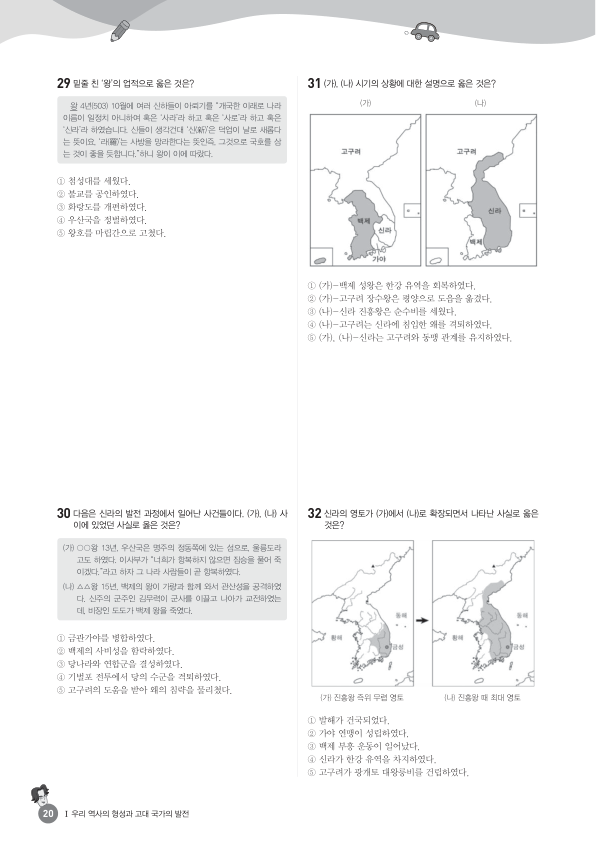 29 밑줄 친 '왕'의 업적으로 옳은 것은?
왕 4년(503) 10월에 여러 신하들이 아뢰기를 "개국한 이래로 나라
이름이 일정치 아니하여 혹은 '사라'라 하고 혹은 '사로'라 하고 혹은
'신라'라 하였습니다. 신들이 생각건대 '신(新)'은 덕업이 날로 새롭다
는 뜻이요, '라(羅)'는 사방을 망라한다는 뜻인즉, 그것으로 국호를 삼
는 것이 좋을 듯합니다."하니 왕이 이에 따랐다.
① 첨성대를 세웠다.
② 불교를 공인하였다.
③ 화랑도를 개편하였다.
④ 우산국을 정벌하였다.
⑤ 왕호를 마립간으로 고쳤다.
30 다음은 신라의 발전 과정에서 일어난 사건들이다. (가), (나) 사
이에 있었던 사실로 옳은 것은?
(가) ○○왕 13년, 우산국은 명주의 정동쪽에 있는 섬으로, 울릉도라
고도 하였다. 이사부가 "너희가 항복하지 않으면 짐승을 풀어 죽
이겠다."라고 하자 그 나라 사람들이 곧 항복하였다.
(나) △△왕 15년, 백제의 왕이 가량과 함께 와서 관산성을 공격하였
다. 신주의 군주인 김무력이 군사를 이끌고 나아가 교전하였는
데, 비장인 도도가 백제 왕을 죽였다.
① 금관가야를 병합하였다.
② 백제의 사비성을 함락하였다.
③ 당나라와 연합군을 결성하였다.
④ 기벌포 전투에서 당의 수군을 격퇴하였다.
⑤ 고구려의 도움을 받아 왜의 침략을 물리쳤다.
31 (가), (나) 시기의 상황에 대한 설명으로 옳은 것은?
(가) (나)
고구려
백제
신라
가야
고구려
신라
백제
① (가)-백제 성왕은 한강 유역을 회복하였다.
② (가)-고구려 장수왕은 평양으로 도읍을 옮겼다.
③ (나)-신라 진흥왕은 순수비를 세웠다.
④ (나)-고구려는 신라에 침입한 왜를 격퇴하였다.
⑤ (가), (나)-신라는 고구려와 동맹 관계를 유지하였다.
32 신라의 영토가 (가)에서 (나)로 확장되면서 나타난 사실로 옳은
것은?
동해
황해
금성
동해
황해
금성
(가) 진흥왕 즉위 무렵 영토 (나) 진흥왕 때 최대 영토
① 발해가 건국되었다.
② 가야 연맹이 성립하였다.
③ 백제 부흥 운동이 일어났다.
④ 신라가 한강 유역을 차지하였다.
⑤ 고구려가 광개토 대왕릉비를 건립하였다.
20 Ⅰ 우리 역사의 형성과 고대 국가의 발전